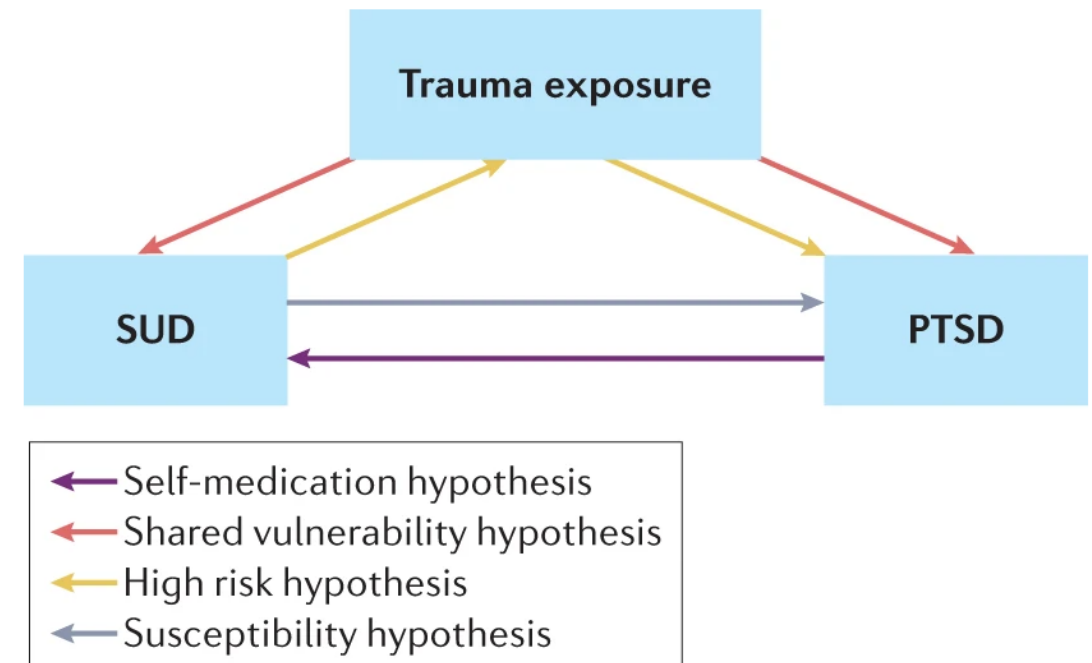 Trauma exposure
SUD
PTSD
Self-medication hypothesis
Shared vulnerability hypothesis
High risk hypothesis
Susceptibility hypothesis